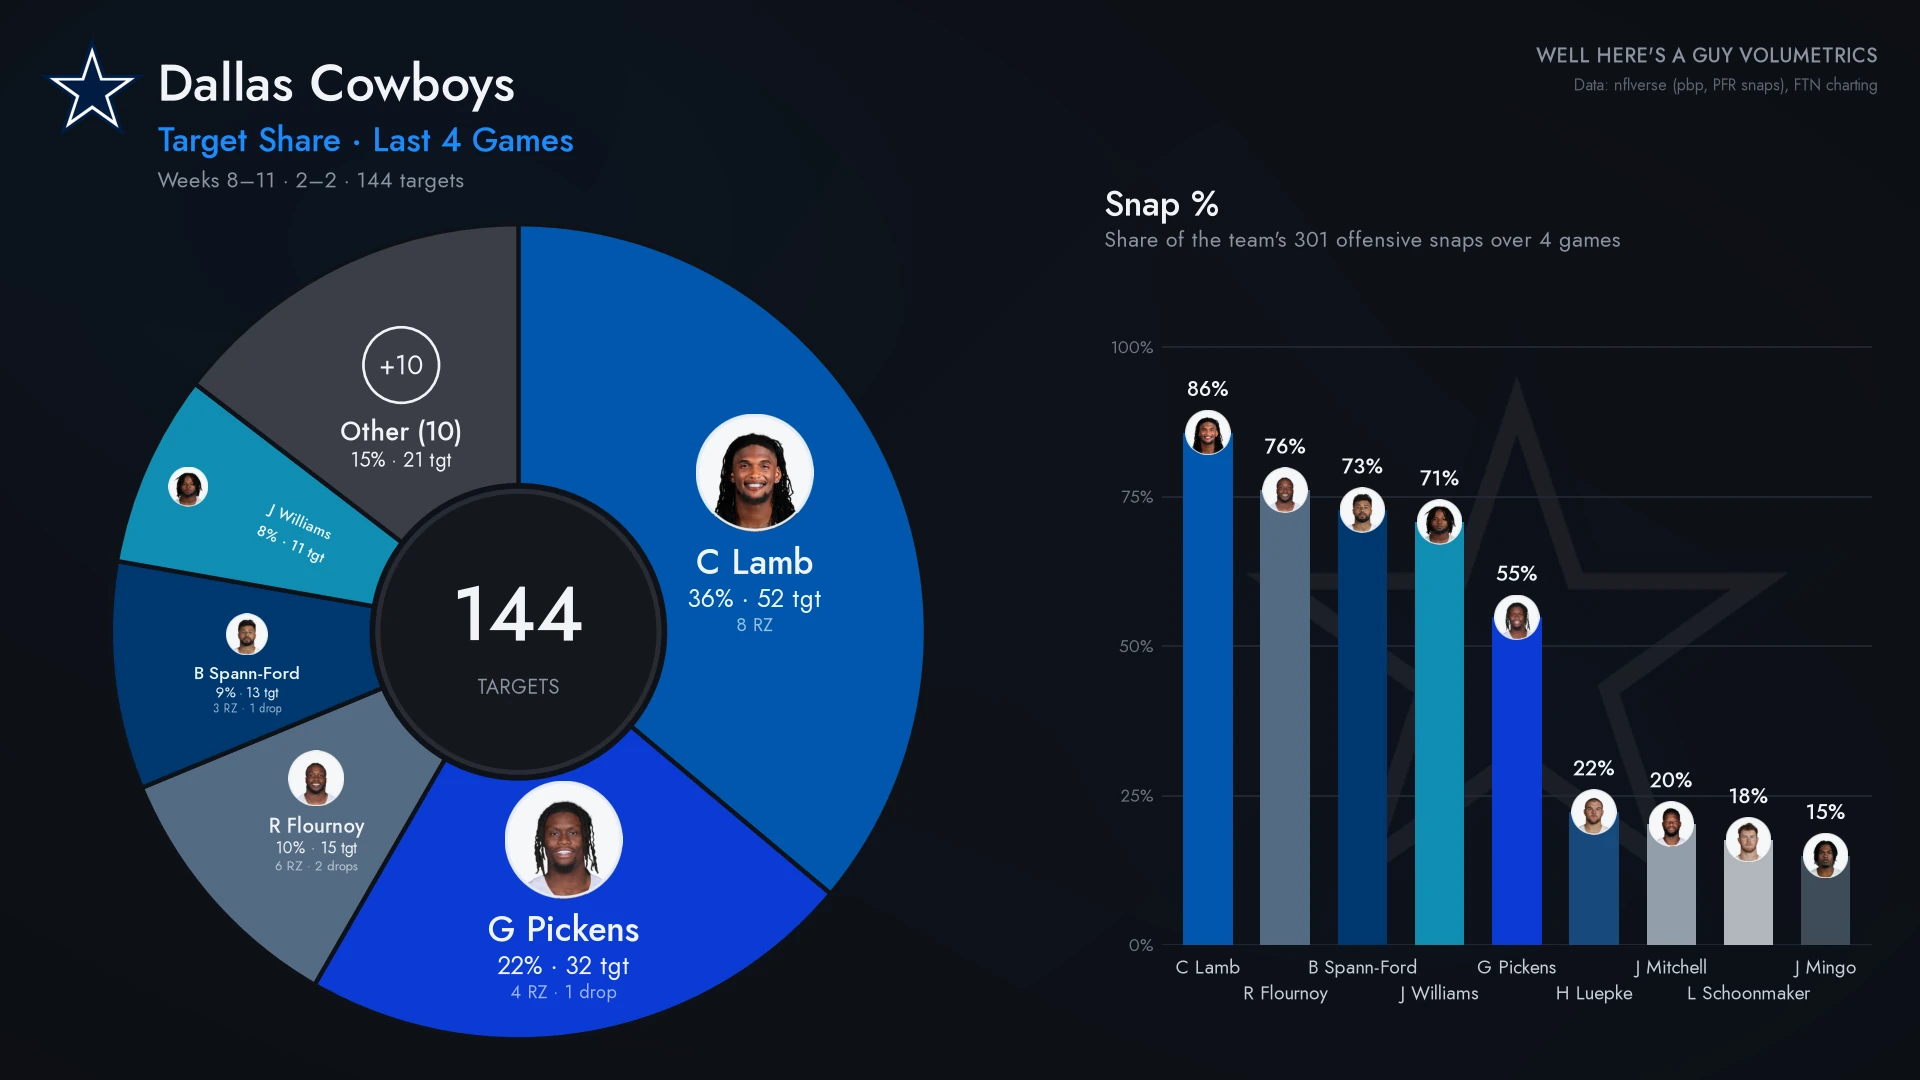 Dallas Cowboys
Target Share · Last 4 Games
Weeks 8–11 · 2–2 · 144 targets
WELL HERE'S A GUY VOLUMETRICS
Data: nflverse (pbp, PFR snaps), FTN charting
+10
Other (10)
15% · 21 tgt
C Lamb
36% · 52 tgt
8 RZ
J Williams
8% · 11 tgt
144
TARGETS
B Spann-Ford
9% · 13 tgt
3 RZ · 1 drop
R Flournoy
10% · 15 tgt
6 RZ · 2 drops
G Pickens
22% · 32 tgt
4 RZ · 1 drop
Snap %
Share of the team's 301 offensive snaps over 4 games
100%
75%
50%
25%
0%
86%
76%
73%
71%
55%
22%
20%
18%
15%
C Lamb
R Flournoy
B Spann-Ford
J Williams
G Pickens
H Luepke
J Mitchell
L Schoonmaker
J Mingo